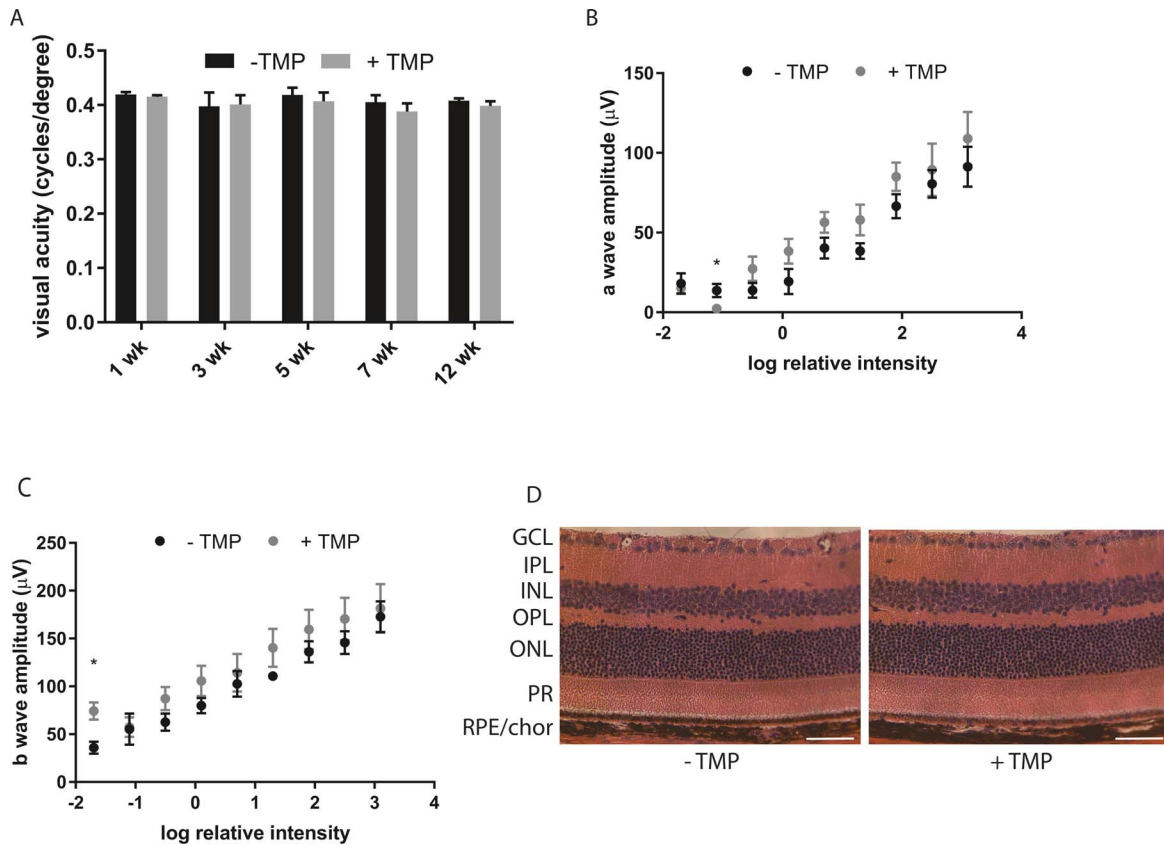 A
visual acuity (cycles/degree)
0.5
0.4
0.3
0.2
0.1
0.0
-TMP
+ TMP
1 wk
3 wk
5 wk
7 wk
12 wk
B
a wave amplitude (µV)
150
100
50
0
- TMP
+ TMP
*
-2
0
2
4
log relative intensity
C
b wave amplitude (µV)
250
200
150
100
50
0
- TMP
+ TMP
*
-2
-1
0
1
2
3
4
log relative intensity
D
GCL
IPL
INL
OPL
ONL
PR
RPE/chor
- TMP
+ TMP